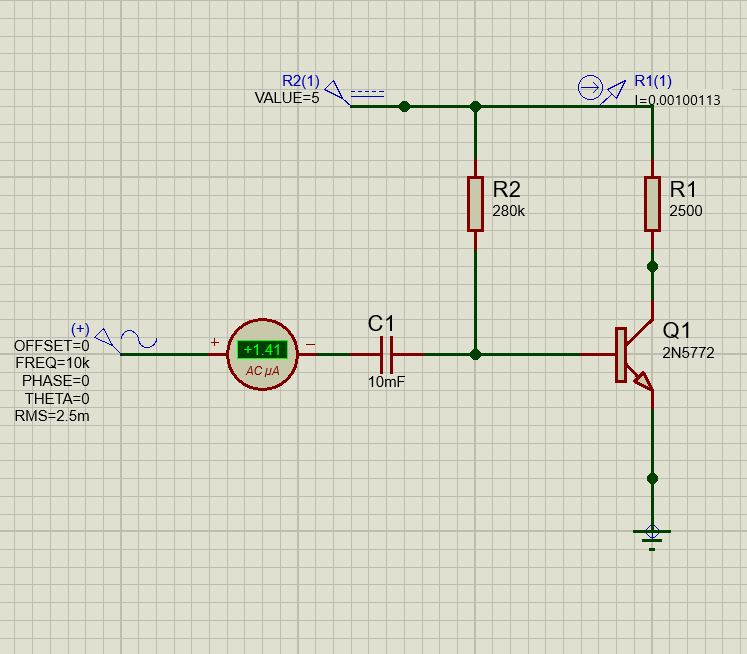 R2(1)
VALUE=5
R1(1)
I=0.00100113
R2
280k
R1
2500
(+)
OFFSET=0
FREQ=10k
PHASE=0
THETA=0
RMS=2.5m
+
+1.41
AC µA
−
C1
10mF
Q1
2N5772